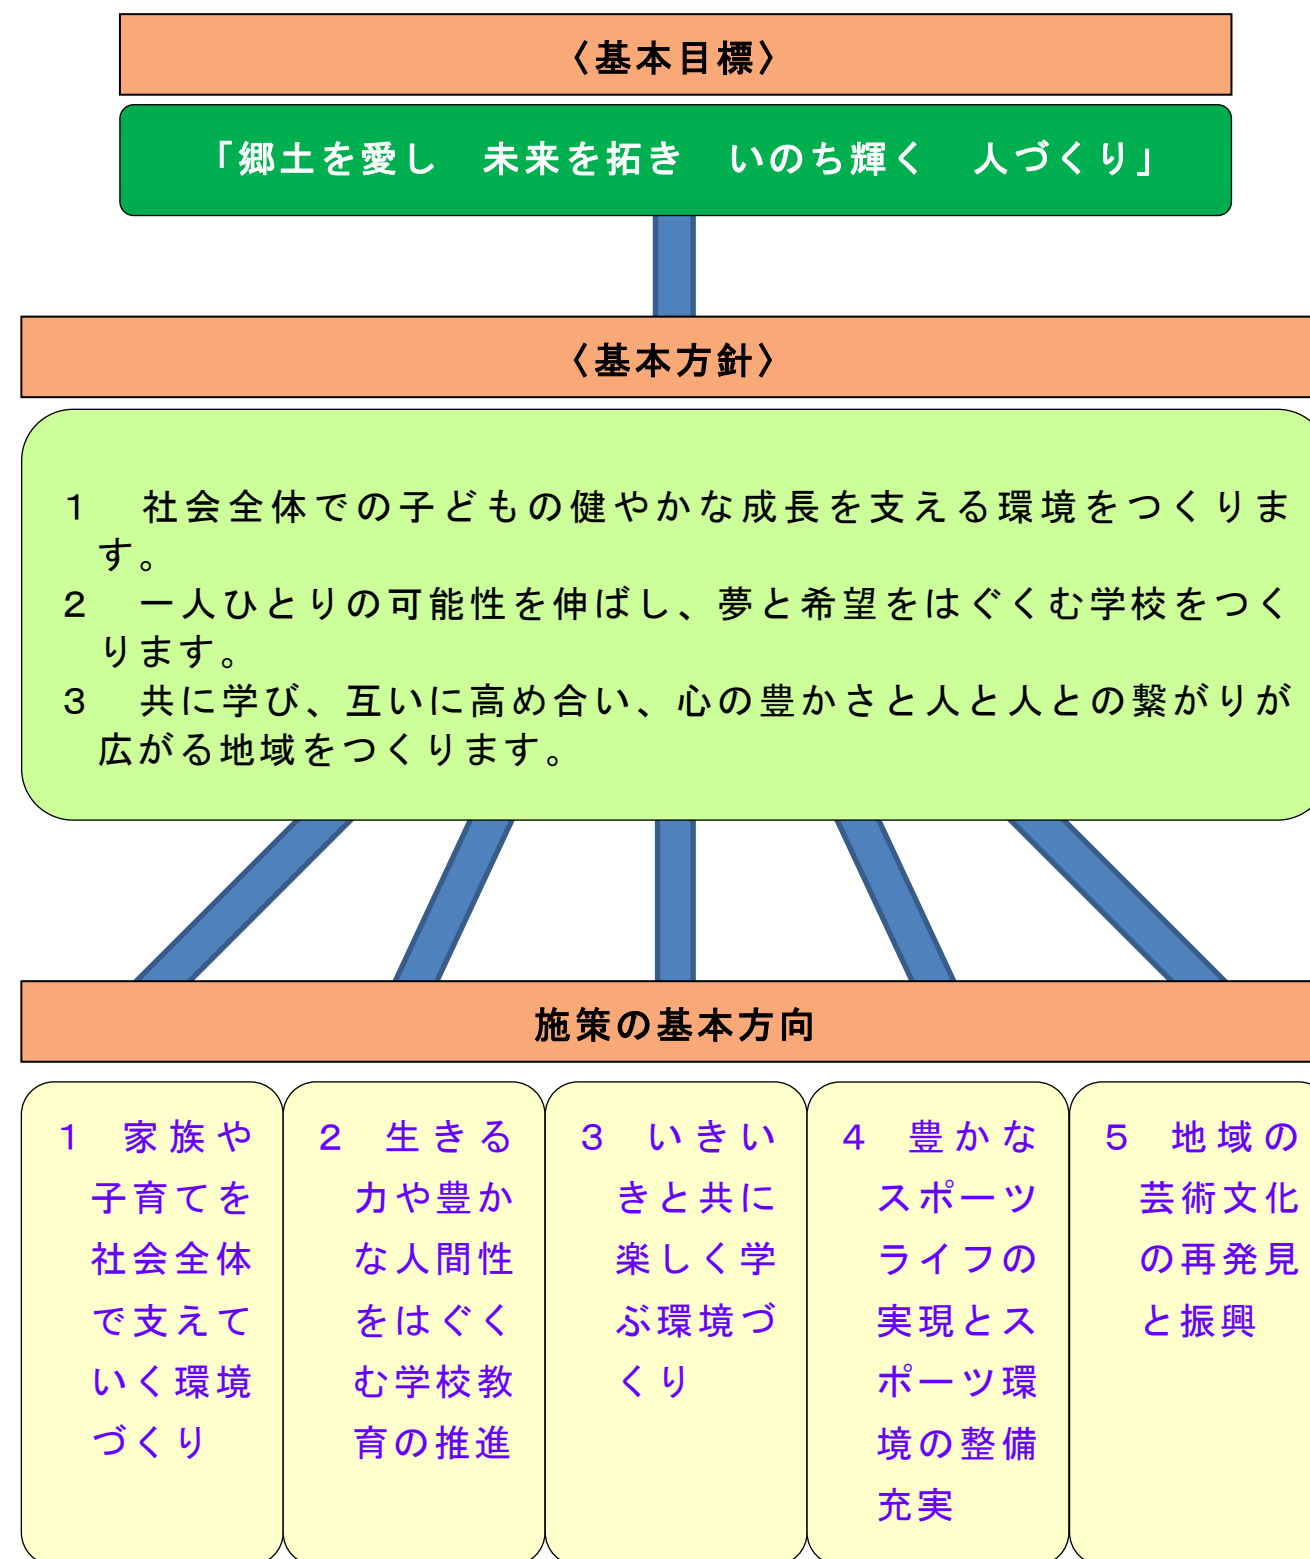 〈基本目標〉
「郷土を愛し　未来を拓き　いのち輝く　人づくり」
〈基本方針〉
１　社会全体での子どもの健やかな成長を支える環境をつくりま
す。
２　一人ひとりの可能性を伸ばし、夢と希望をはぐくむ学校をつく
ります。
３　共に学び、互いに高め合い、心の豊かさと人と人との繋がりが
広がる地域をつくります。
施策の基本方向
１　家族や
子育てを
社会全体
で支えて
いく環境
づくり
２　生きる
力や豊か
な人間性
をはぐく
む学校教
育の推進
３　いきい
きと共に
楽しく学
ぶ環境づ
くり
４　豊かな
スポーツ
ライフの
実現とス
ポーツ環
境の整備
充実
５　地域の
芸術文化
の再発見
と振興